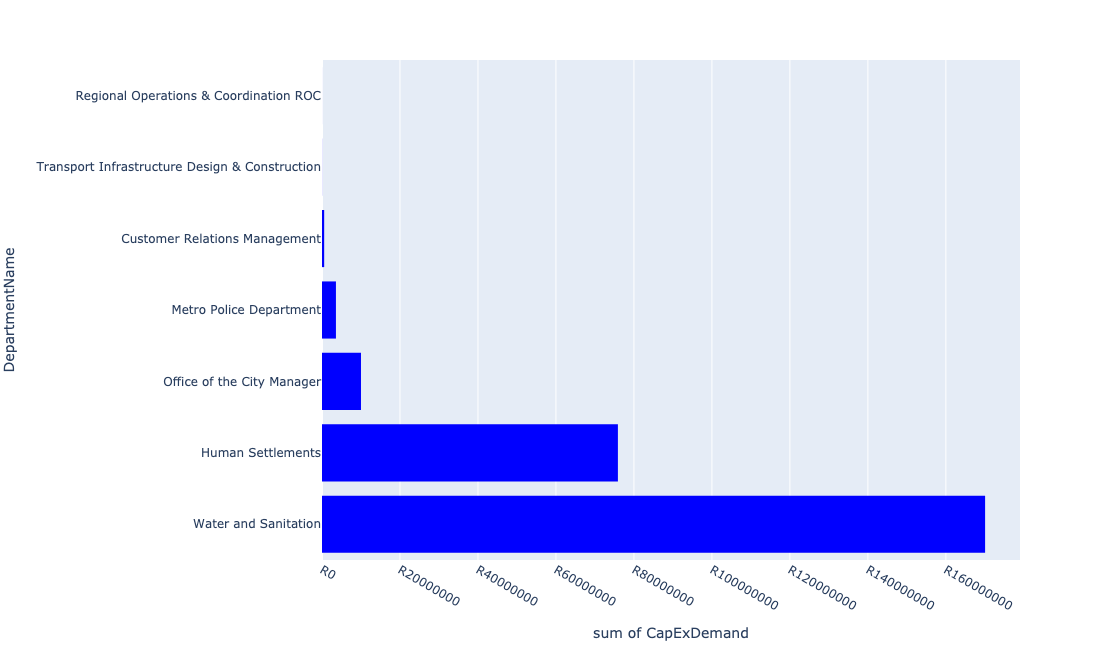 Regional Operations & Coordination ROC
Transport Infrastructure Design & Construction
Customer Relations Management
Metro Police Department
Office of the City Manager
Human Settlements
Water and Sanitation
DepartmentName
R0
R20000000
R40000000
R60000000
R80000000
R100000000
R120000000
R140000000
R160000000
sum of CapExDemand